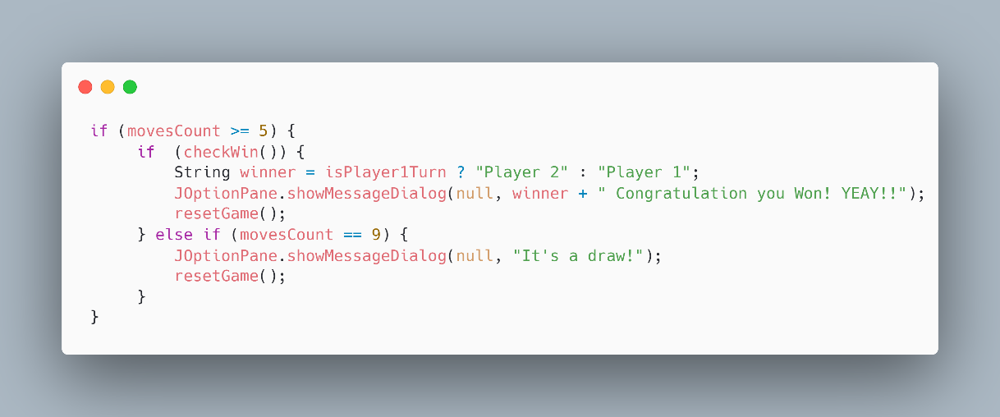 if (movesCount >= 5) {
     if  (checkWin()) {
         String winner = isPlayer1Turn ? "Player 2" : "Player 1";
         JOptionPane.showMessageDialog(null, winner + " Congratulation you Won! YEAY!!");
         resetGame();
     } else if (movesCount == 9) {
         JOptionPane.showMessageDialog(null, "It's a draw!");
         resetGame();
     }
}